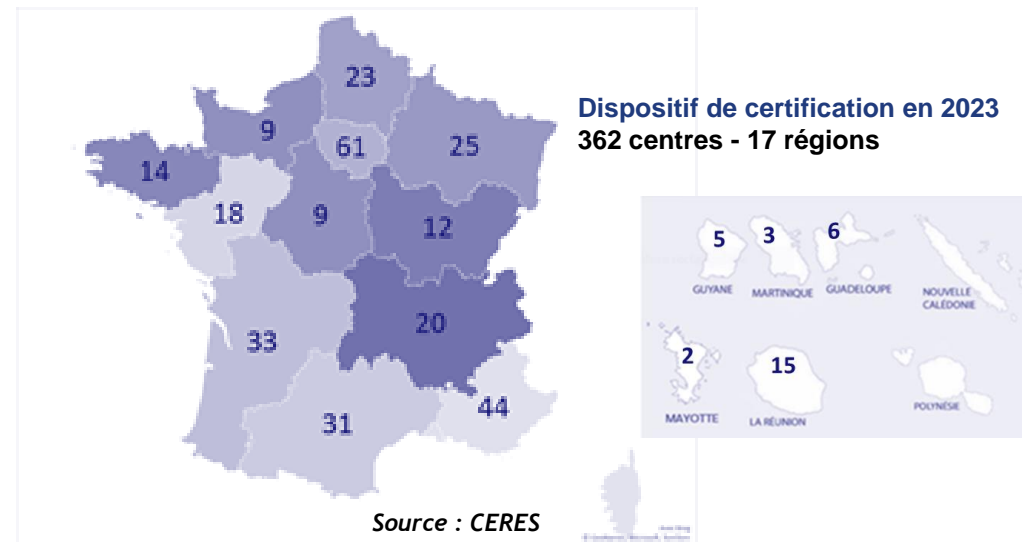 23
Dispositif de certification en 2023
362 centres - 17 régions
9
61
25
14
18
9
12
5
3
6
GUYANE
MARTINIQUE
GUADELOUPE
NOUVELLE
CALÉDONIE
20
33
2
15
44
31
MAYOTTE
LA RÉUNION
POLYNÉSIE
Source : CERES